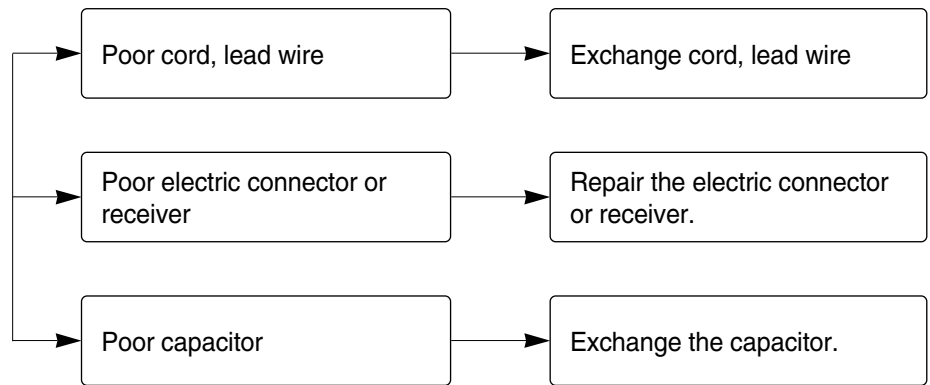 Poor cord, lead wire
Exchange cord, lead wire
Poor electric connector or
receiver
Repair the electric connector
or receiver.
Poor capacitor
Exchange the capacitor.